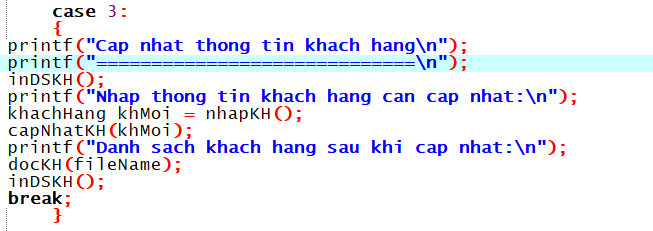 case 3:
{
printf("Cap nhat thong tin khach hang\n");
printf("=============================\n");
inDSKH();
printf("Nhap thong tin khach hang can cap nhat:\n");
khachHang khMoi = nhapKH();
capNhatKH(khMoi);
printf("Danh sach khach hang sau khi cap nhat:\n");
docKH(fileName);
inDSKH();
break;
}